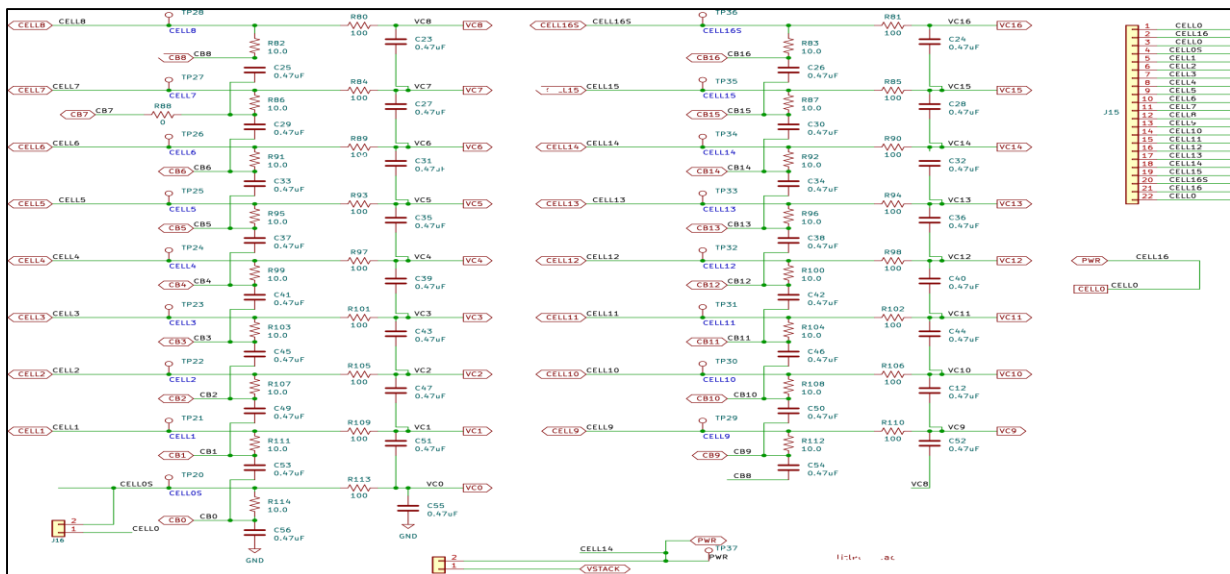 CELL8 CELL8 TP28 CELL8 R80 100 VC8 VC8
R82 10.0 C23 0.47uF
CB8 CB8
C25 0.47uF
CELL7 CELL7 TP27 CELL7 R84 100 VC7 VC7
R86 10.0 C27 0.47uF
CB7 CB7 R88 0
C29 0.47uF
CELL6 CELL6 TP26 CELL6 R89 VC6 VC6
R91 10.0 C31
CB6 CB6
C33 0.47uF
CELL5 CELL5 TP25 CELL5 R93 100 VC5 VC5
R95 10.0 C35 0.47uF
CB5 CB5
C37 0.47uF
CELL4 CELL4 TP24 CELL4 R97 100 VC4 VC4
R99 10.0 C39 0.47uF
CB4 CB4
C41 0.47uF
CELL3 CELL3 TP23 CELL3 R101 100 VC3 VC3
R103 10.0 C43 0.47uF
CB3 CB3
C45 0.47uF
CELL2 CELL2 TP22 CELL2 R105 100 VC2 VC2
R107 10.0 C47 0.47uF
CB2 CB2
C49 0.47uF
CELL1 CELL1 TP21 CELL1 R109 100 VC1 VC1
R111 10.0 C51 0.47uF
CB1 CB1
C53 0.47uF
CELL0S TP20 CELL0S R113 100 VC0 VC0
R114 10.0 C55 0.47uF
GND
CB0 CB0
C56 0.47uF
GND
2
1 CELL0
J16
CELL16S CELL16S TP36 CELL16S R81 100 VC16 VC16
R83 10.0 C24 0.47uF
CB16 CB16
C26 0.47uF
CELL15 TP35 CELL15 R85 100 VC15 VC15
R87 10.0 C28 0.47uF
CB15 CB15
C30 0.47uF
CELL14 CELL14 TP34 CELL14 R90 100 VC14 VC14
R92 10.0 C32 0.47uF
CB14 CB14
C34 0.47uF
CELL13 CELL13 TP33 CELL13 R94 100 VC13 VC13
R96 10.0 C36 0.47uF
CB13 CB13
C38 0.47uF
CELL12 CELL12 TP32 CELL12 R98 100 VC12 VC12
R100 10.0 C40 0.47uF
CB12 CB12
C42 0.47uF
CELL11 CELL11 TP31 CELL11 R102 100 VC11 VC11
R104 10.0 C44 0.47uF
CB11 CB11
C46 0.47uF
CELL10 CELL10 TP30 CELL10 R106 100 VC10 VC10
R108 10.0 C12 0.47uF
CB10 CB10
C50 0.47uF
CELL9 CELL9 TP29 CELL9 R110 100 VC9 VC9
R112 10.0 C52 0.47uF
CB9 CB9
C54 0.47uF
CB8 VC8
CELL14 PWR
TP37
PWR
2
1 VSTACK
J15
1 CELL0
2 CELL16
3 CELL0
4 CELL0S
5 CELL1
6 CELL2
7 CELL3
8 CELL4
9 CELL5
10 CELL6
11 CELL7
12 CELL8
13
14 CELL10
15 CELL11
16 CELL12
17 CELL13
18 CELL14
19 CELL15
20 CELL16S
21 CELL16
22 CELL0
PWR CELL16
CELL0 CELL0